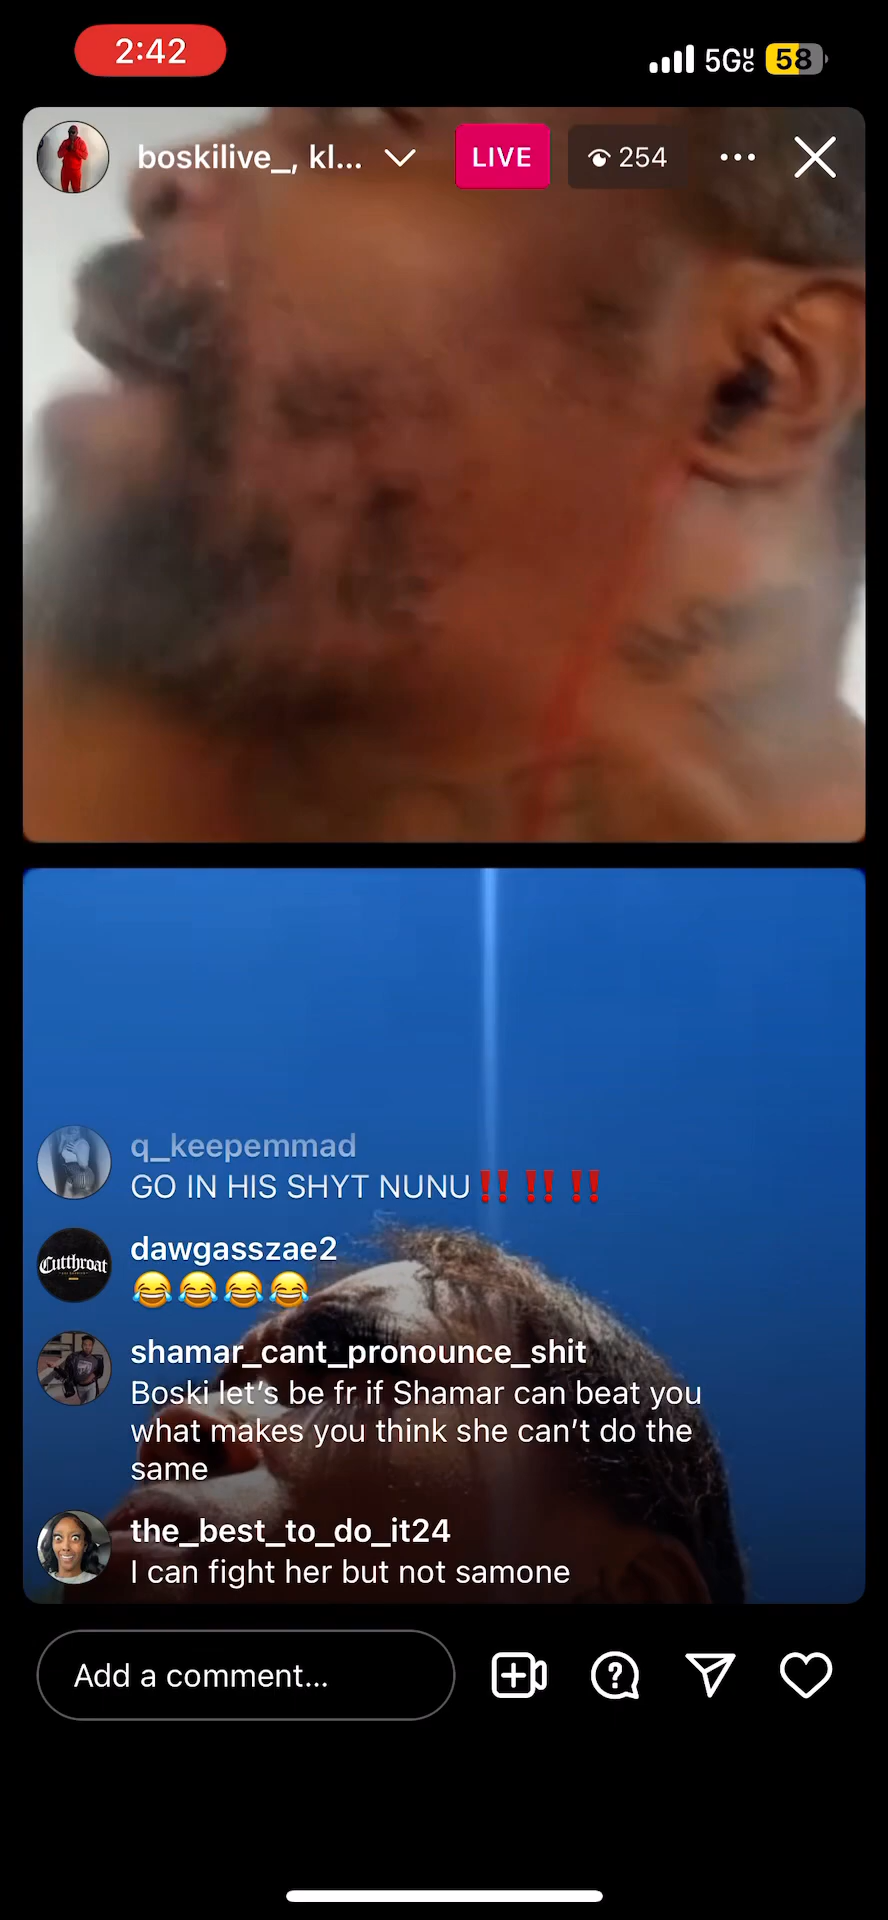 2:42
5G UC
58
boskilive_, kl...
LIVE
254
q_keepemmad
GO IN HIS SHYT NUNU‼️ ‼️ ‼️
Cutthroat
dawgasszae2
😂😂😂😂
shamar_cant_pronounce_shit
Boski let’s be fr if Shamar can beat you
what makes you think she can’t do the
same
the_best_to_do_it24
I can fight her but not samone
Add a comment...